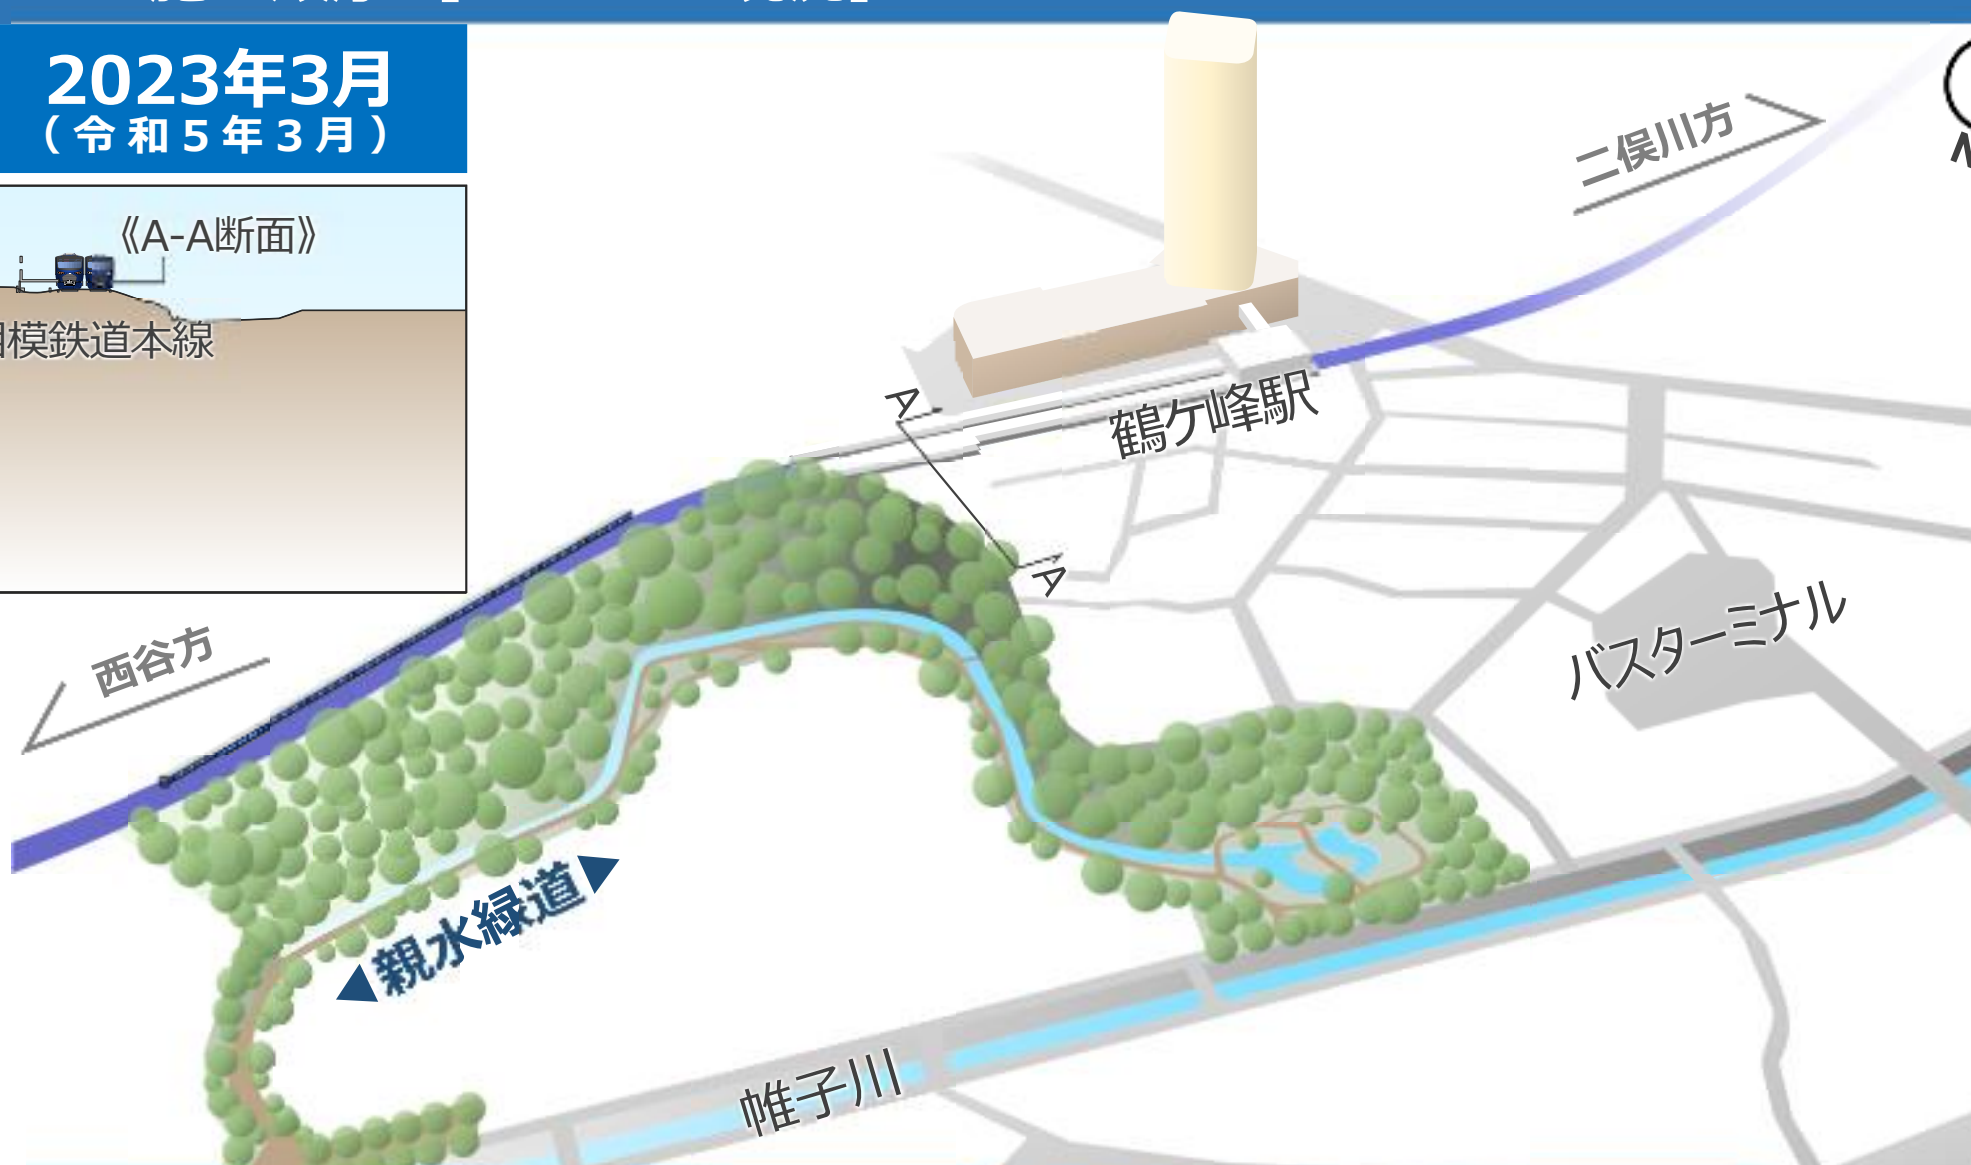 2023年3月
（令和5年3月）
《A-A断面》
模鉄道本線
二俣川方
鶴ケ峰駅
A
A
バスターミナル
西谷方
◀親水緑道▶
帷子川